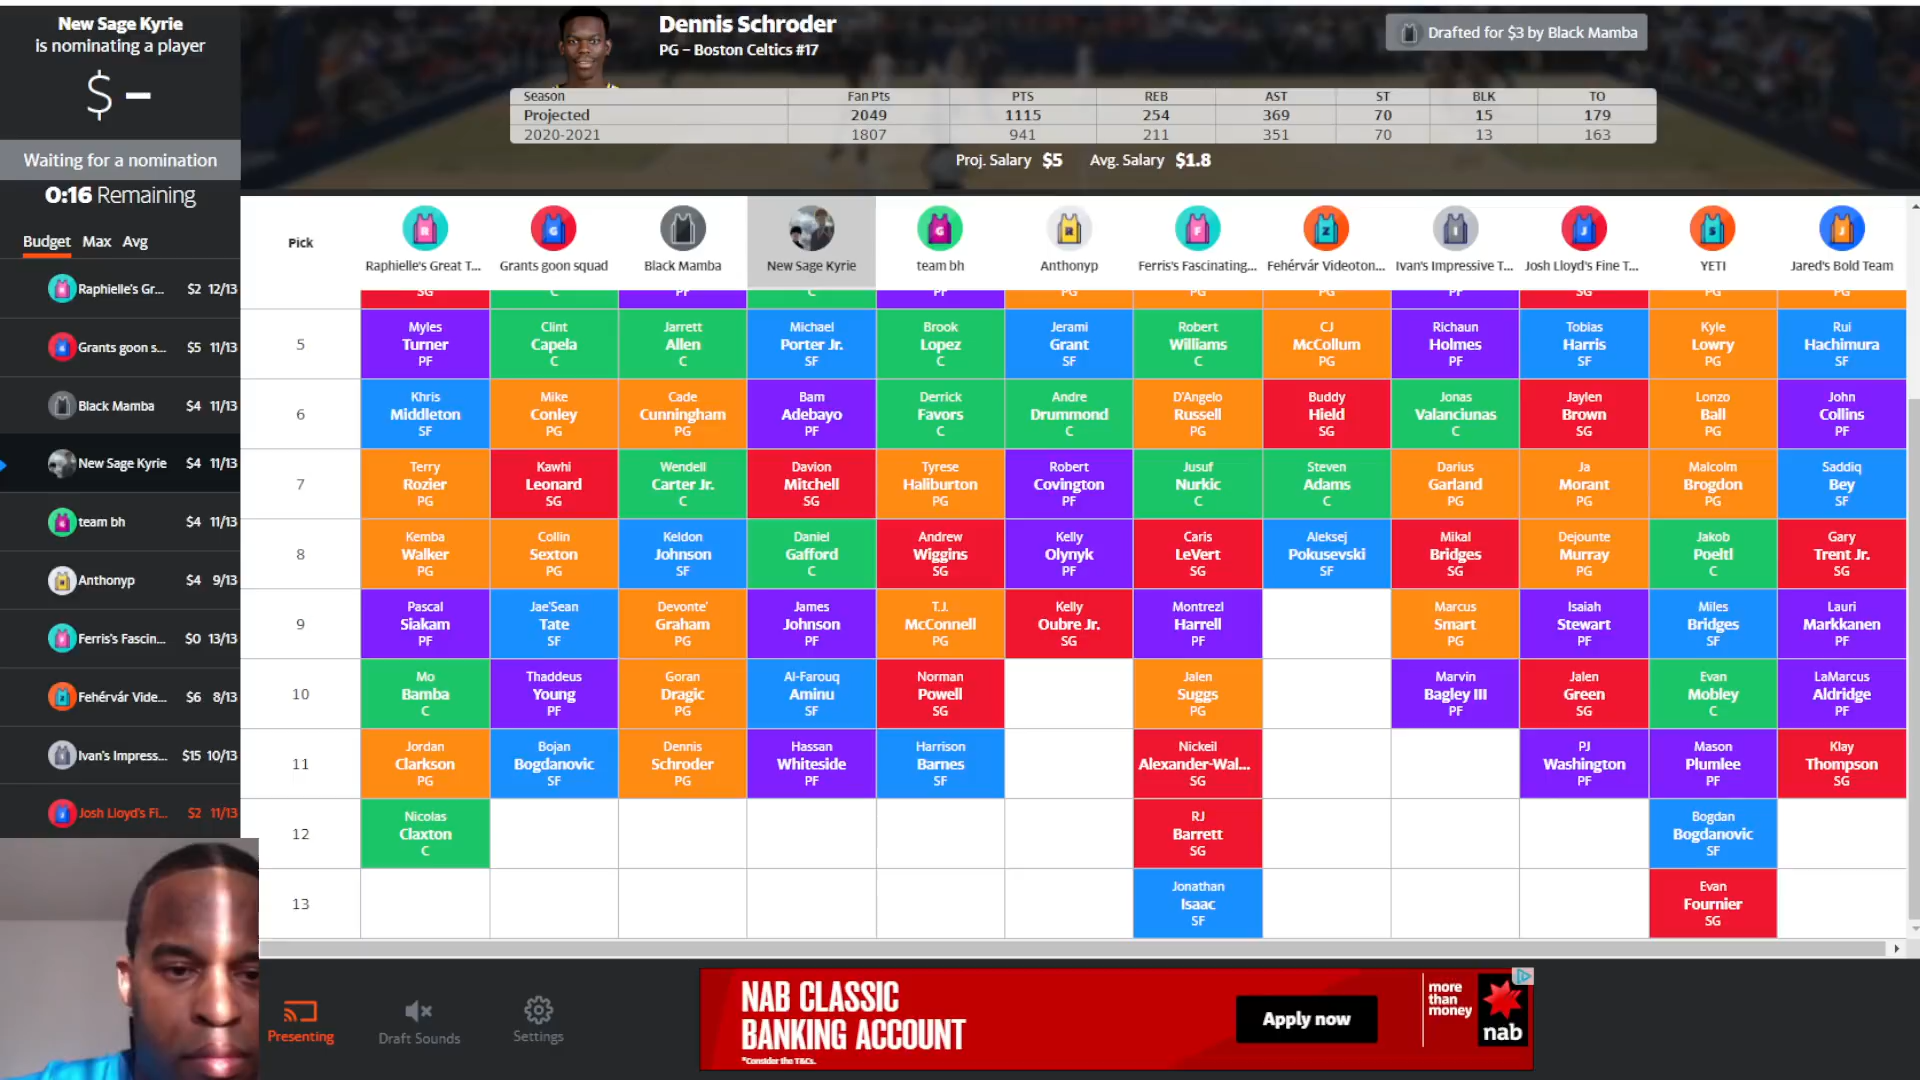 New Sage Kyrie
is nominating a player
$ –
Waiting for a nomination
0:16 Remaining
Budget Max Avg
Raphielle's Gr... $2 12/13
Grants goon s... $5 11/13
Black Mamba $4 11/13
New Sage Kyrie $4 11/13
team bh $4 11/13
Anthonyp $4 9/13
Ferris's Fascin... $0 13/13
Fehérvár Vide... $6 8/13
Ivan's Impress... $15 10/13
Josh Lloyd's Fi... $2 11/13
Dennis Schroder
PG – Boston Celtics #17
Drafted for $3 by Black Mamba
Season Fan Pts PTS REB AST ST BLK TO
Projected 2049 1115 254 369 70 15 179
2020-2021 1807 941 211 351 70 13 163
Proj. Salary $5 Avg. Salary $1.8
Pick Raphielle's Great T... Grants goon squad Black Mamba New Sage Kyrie team bh Anthonyp Ferris's Fascinating... Fehérvár Videoton... Ivan's Impressive T... Josh Lloyd's Fine T... YETI Jared's Bold Team
SG C PF C PF PG PG PG PF SG PG PG
Myles Clint Jarrett Michael Brook Jerami Robert CJ Richaun Tobias Kyle Rui
5 Turner Capela Allen Porter Jr. Lopez Grant Williams McCollum Holmes Harris Lowry Hachimura
PF C C SF C SF C PG PF SF PG SF
Khris Mike Cade Bam Derrick Andre D'Angelo Buddy Jonas Jaylen Lonzo John
6 Middleton Conley Cunningham Adebayo Favors Drummond Russell Hield Valanciunas Brown Ball Collins
SF PG PG PF C C PG SG C SG PG PF
Terry Kawhi Wendell Davion Tyrese Robert Jusuf Steven Darius Ja Malcolm Saddiq
7 Rozier Leonard Carter Jr. Mitchell Haliburton Covington Nurkic Adams Garland Morant Brogdon Bey
PG SG C SG PG PF C C PG PG PG SF
Kemba Collin Keldon Daniel Andrew Kelly Caris Aleksej Mikal Dejounte Jakob Gary
8 Walker Sexton Johnson Gafford Wiggins Olynyk LeVert Pokusevski Bridges Murray Poeltl Trent Jr.
PG PG SF C SG PF SG SF SG PG C SG
Pascal Jae'Sean Devonte' James T.J. Kelly Montrezl Marcus Isaiah Miles Lauri
9 Siakam Tate Graham Johnson McConnell Oubre Jr. Harrell Smart Stewart Bridges Markkanen
PF SF PG PF PG SG PF PG PF SF PF
Mo Thaddeus Goran Al-Farouq Norman Jalen Marvin Jalen Evan LaMarcus
10 Bamba Young Dragic Aminu Powell Suggs Bagley III Green Mobley Aldridge
C PF PG SF SG PG PF SG C PF
Jordan Bojan Dennis Hassan Harrison Nickeil PJ Mason Klay
11 Clarkson Bogdanovic Schroder Whiteside Barnes Alexander-Wal... Washington Plumlee Thompson
PG SF PG PF SF SG PF PF SG
Nicolas RJ Bogdan
12 Claxton Barrett Bogdanovic
C SG SF
Jonathan Evan
13 Isaac Fournier
SF SG
Presenting
Draft Sounds
Settings
NAB CLASSIC
BANKING ACCOUNT
*Consider the T&Cs.
Apply now
more
than
money
nab